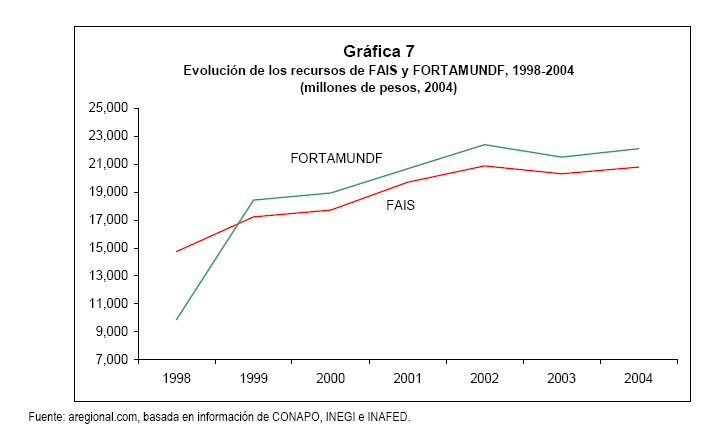 Gráfica 7
Evolución de los recursos de FAIS y FORTAMUNDF, 1998-2004
(millones de pesos, 2004)
25,000
23,000
21,000
19,000
17,000
15,000
13,000
11,000
9,000
7,000
FORTAMUNDF
FAIS
1998 1999 2000 2001 2002 2003 2004
Fuente: aregional.com, basada en información de CONAPO, INEGI e INAFED.